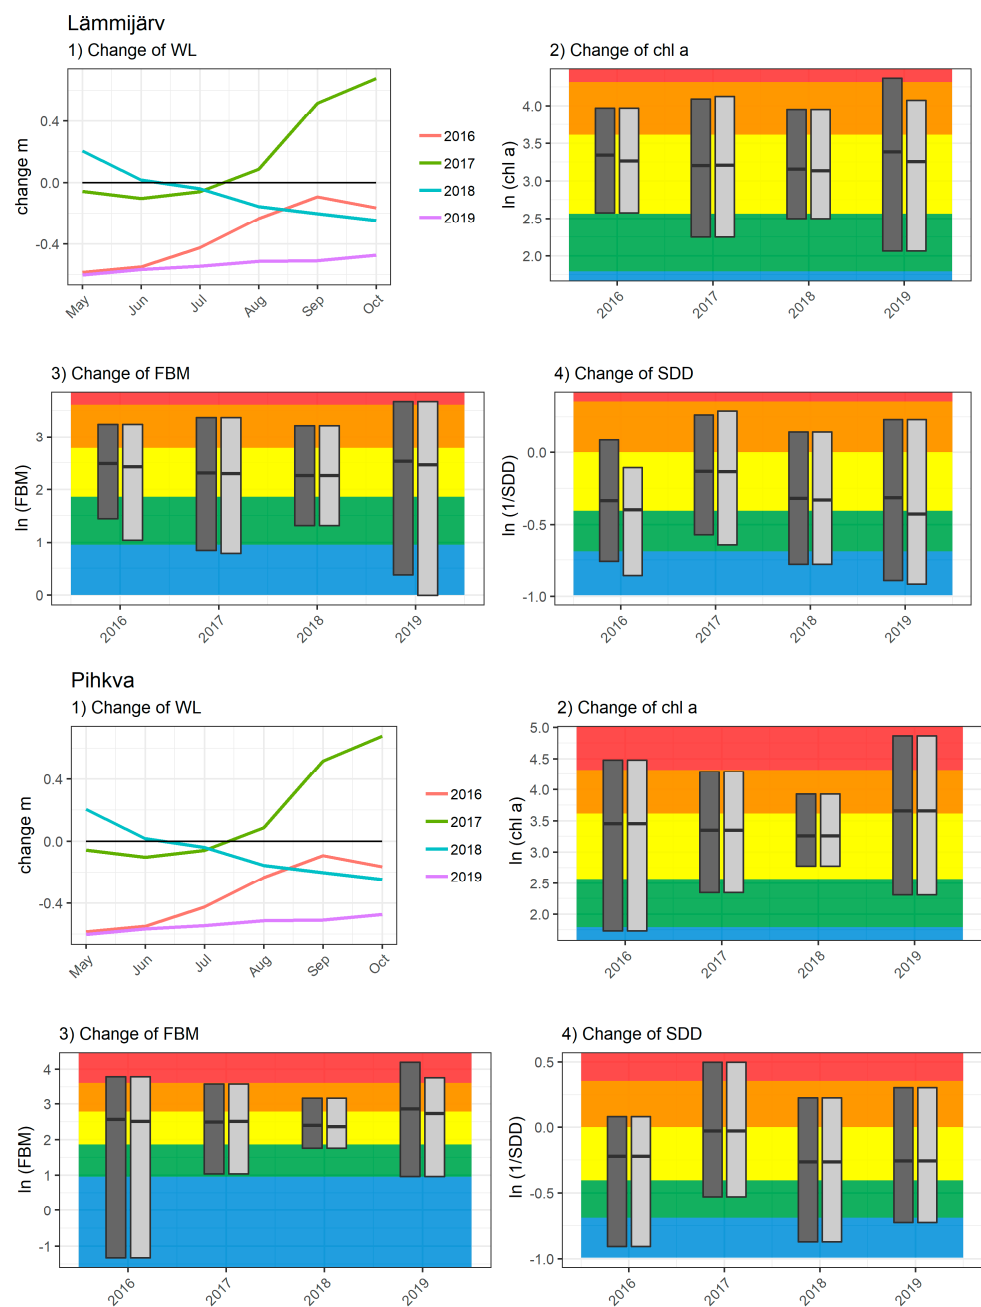 Lämmijärv
1) Change of WL
change m
0.4
0.0
-0.4
May
Jun
Jul
Aug
Sep
Oct
2016
2017
2018
2019
2) Change of chl a
ln (chl a)
4.0
3.5
3.0
2.5
2.0
2016
2017
2018
2019
3) Change of FBM
ln (FBM)
3
2
1
0
2016
2017
2018
2019
4) Change of SDD
ln (1/SDD)
0.0
-0.5
-1.0
2016
2017
2018
2019
Pihkva
1) Change of WL
change m
0.4
0.0
-0.4
May
Jun
Jul
Aug
Sep
Oct
2016
2017
2018
2019
2) Change of chl a
ln (chl a)
5.0
4.5
4.0
3.5
3.0
2.5
2.0
2016
2017
2018
2019
3) Change of FBM
ln (FBM)
4
3
2
1
0
-1
2016
2017
2018
2019
4) Change of SDD
ln (1/SDD)
0.5
0.0
-0.5
-1.0
2016
2017
2018
2019